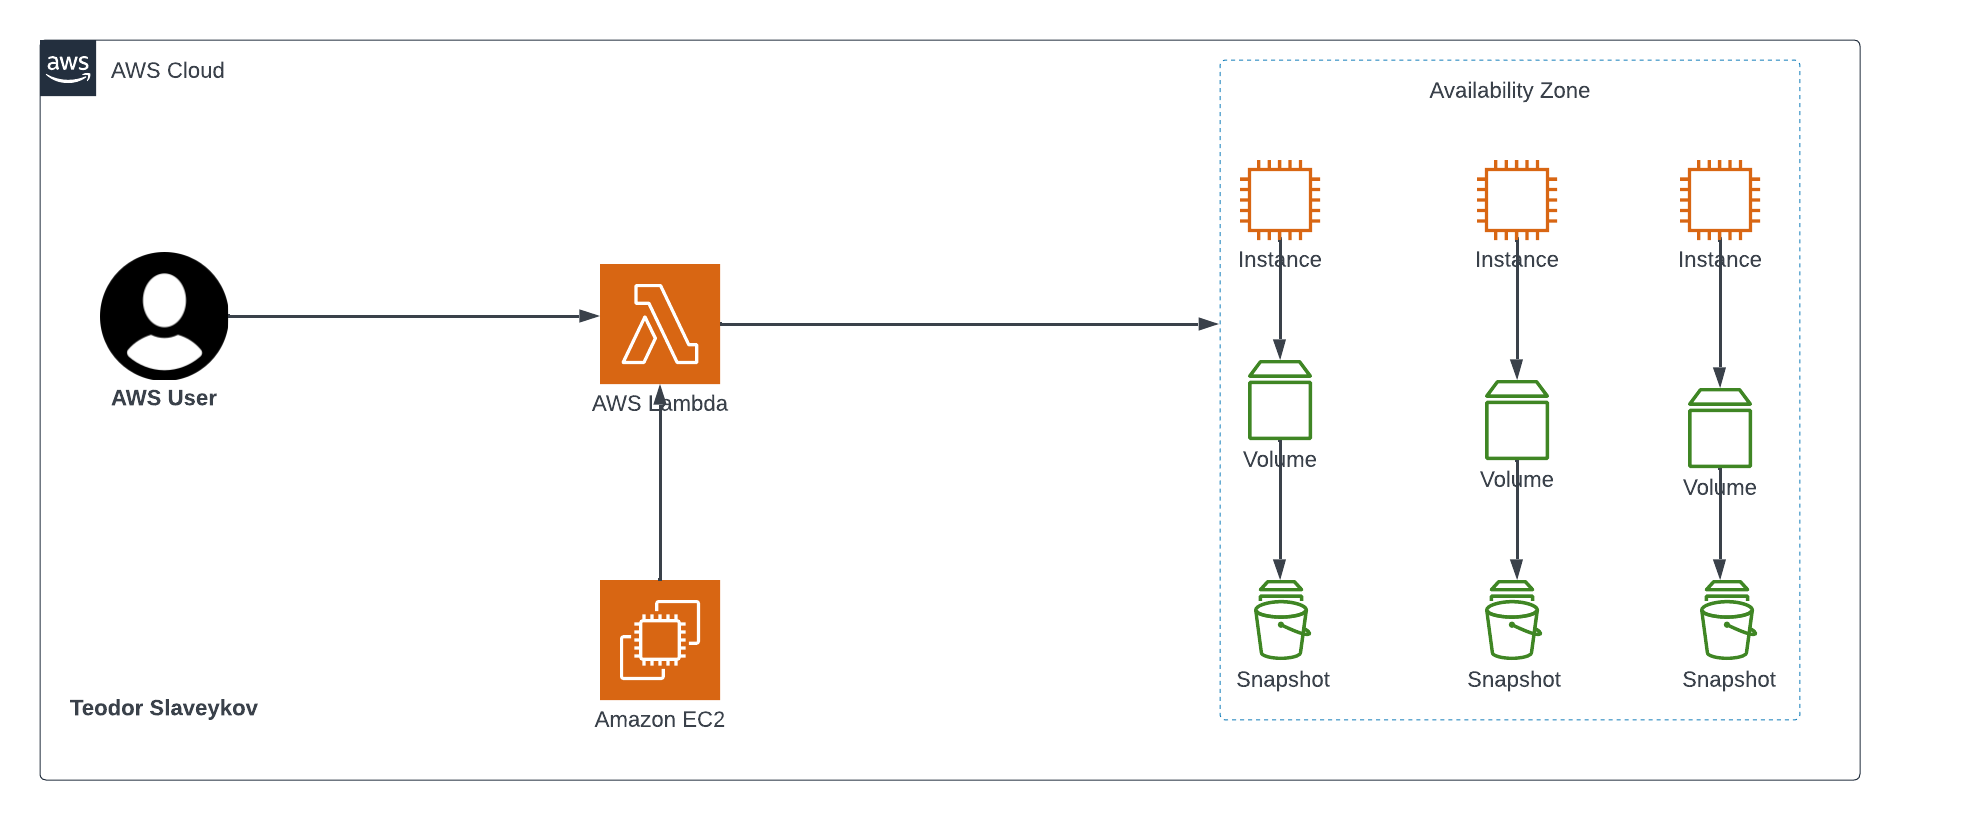 aws
AWS Cloud
Availability Zone
Instance
Instance
Instance
AWS User
AWS Lambda
Volume
Volume
Volume
Snapshot
Snapshot
Snapshot
Teodor Slaveykov
Amazon EC2